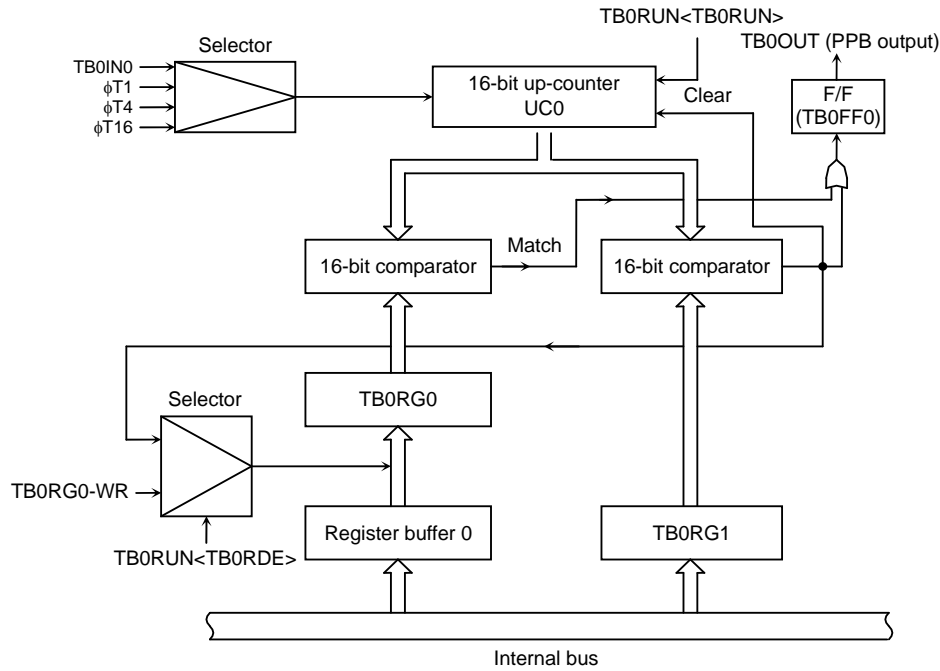 TB0RUN<TB0RUN>
TB0OUT (PPB output)
Selector
TB0IN0
ϕT1
ϕT4
ϕT16
16-bit up-counter
UC0
Clear
F/F
(TB0FF0)
16-bit comparator
Match
16-bit comparator
TB0RG0
Selector
TB0RG0-WR
TB0RUN<TB0RDE>
Register buffer 0
TB0RG1
Internal bus